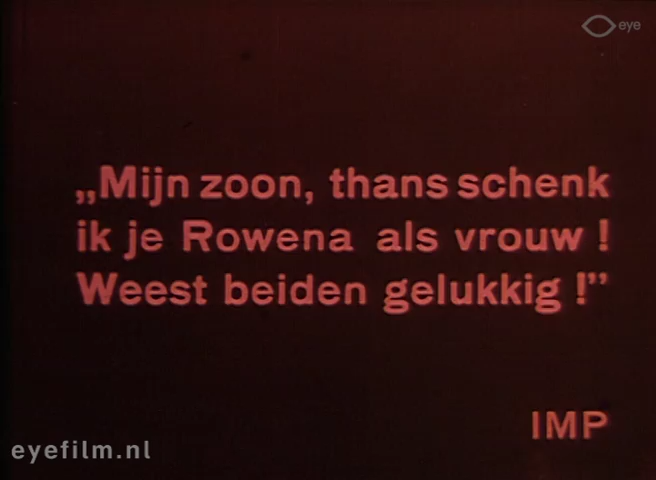 eye
„Mijn zoon, thans schenk
ik je Rowena als vrouw !
Weest beiden gelukkig !”
IMP
eyefilm.nl